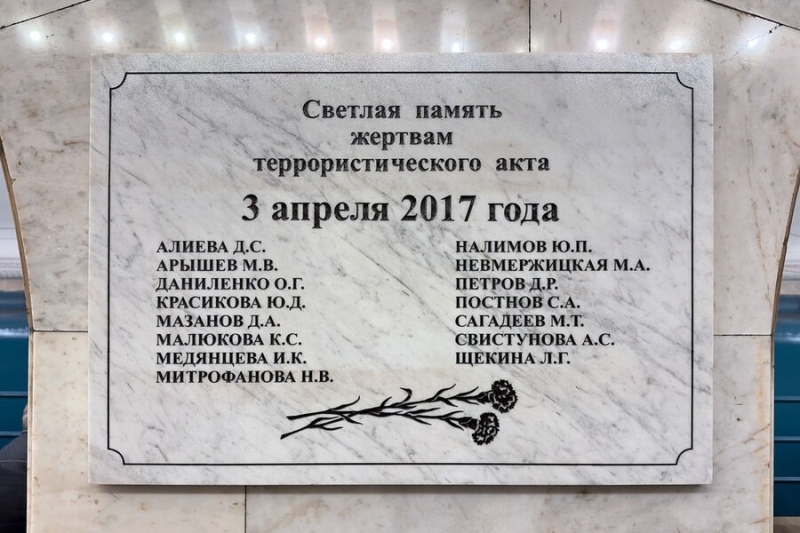 Светлая память
жертвам
террористического акта
3 апреля 2017 года
АЛИЕВА Д.С.
АРЫШЕВ М.В.
ДАНИЛЕНКО О.Г.
КРАСИКОВА Ю.Д.
МАЗАНОВ Д.А.
МАЛЮКОВА К.С.
МЕДЯНЦЕВА И.К.
МИТРОФАНОВА Н.В.
НАЛИМОВ Ю.П.
НЕВМЕРЖИЦКАЯ М.А.
ПЕТРОВ Д.Р.
ПОСТНОВ С.А.
САГАДЕЕВ М.Т.
СВИСТУНОВА А.С.
ЩЕКИНА Л.Г.